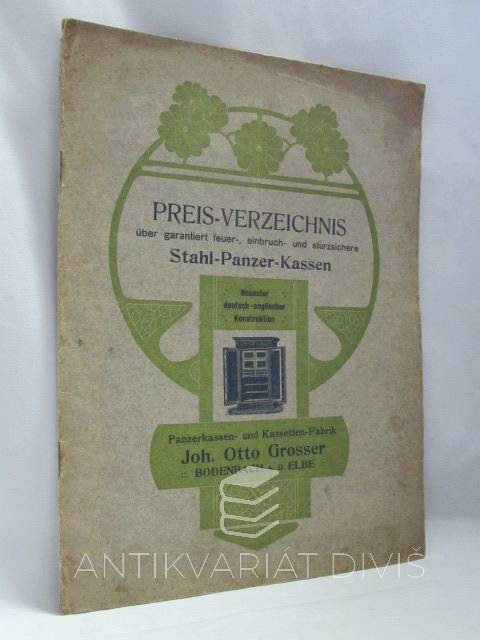 PREIS-VERZEICHNIS
über garantiert feuer-, einbruch- und sturzsichere
Stahl-Panzer-Kassen
Neuester
deutsch-englischer
Konstruktion
Panzerkassen- und Kassetten-Fabrik
Joh. Otto Grosser
:: BODENBACH a. ELBE ::
ANTIKVARIÁT DIVIŠ